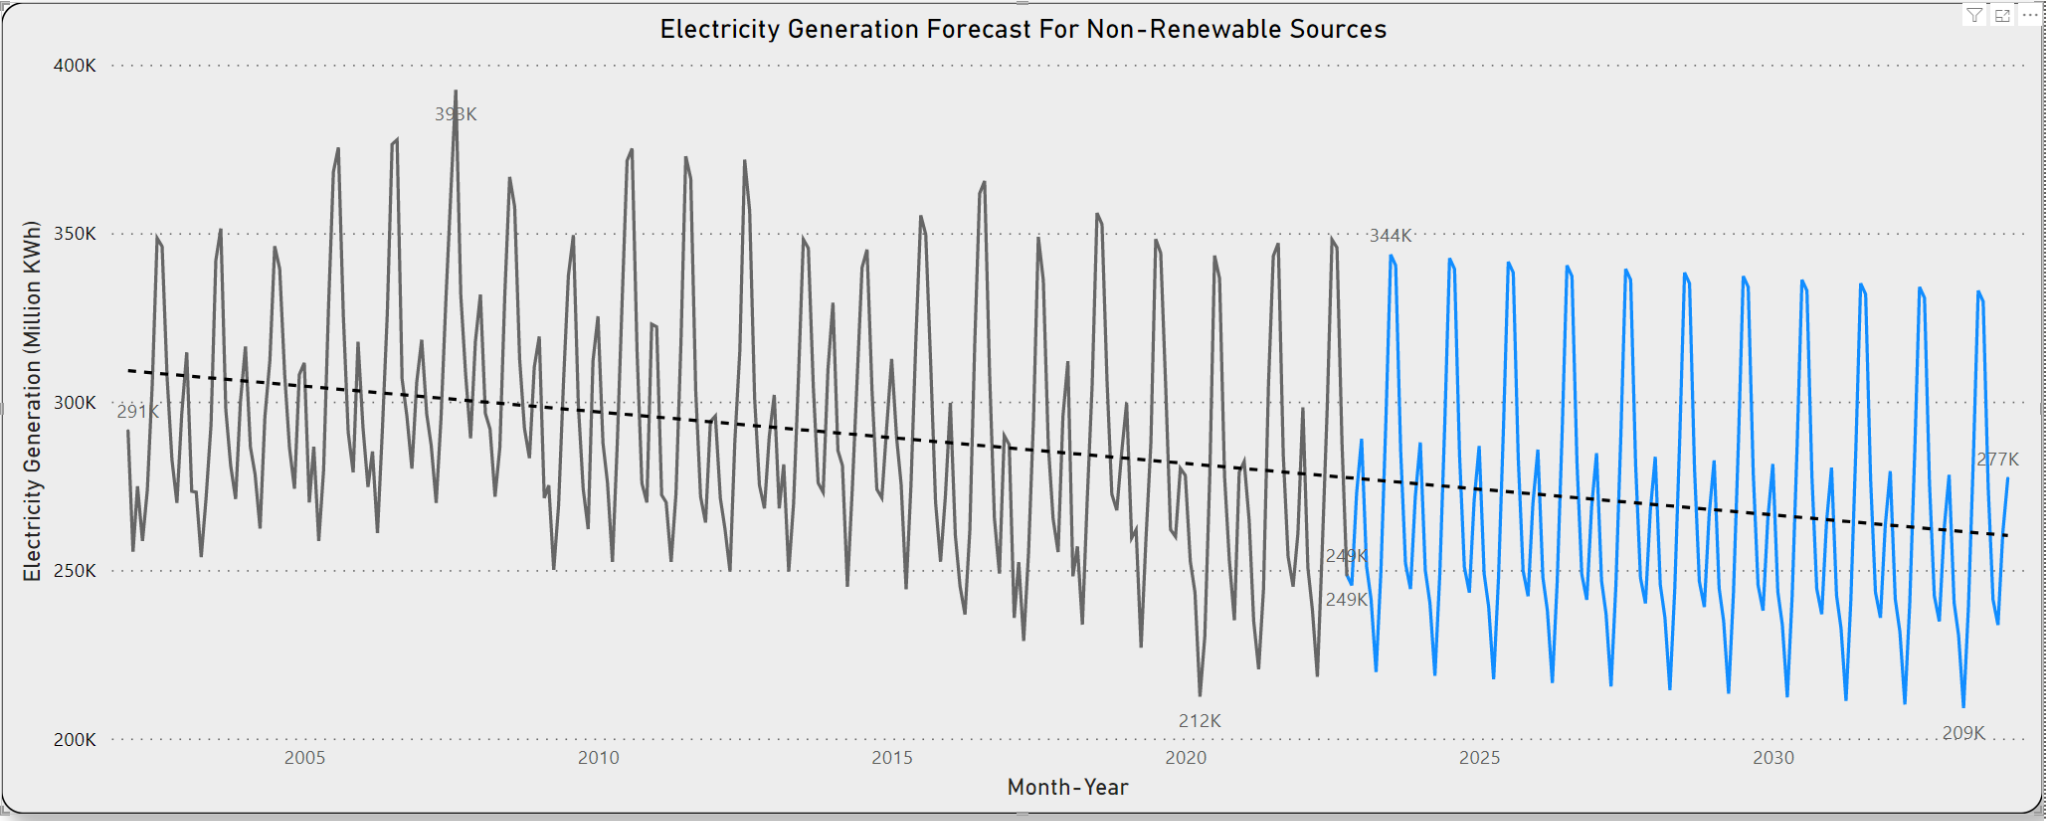 Electricity Generation Forecast For Non-Renewable Sources
Electricity Generation (Million KWh)
400K
393K
350K
344K
300K
291K
277K
250K
249K
249K
212K
209K
200K
2005 2010 2015 2020 2025 2030
Month-Year